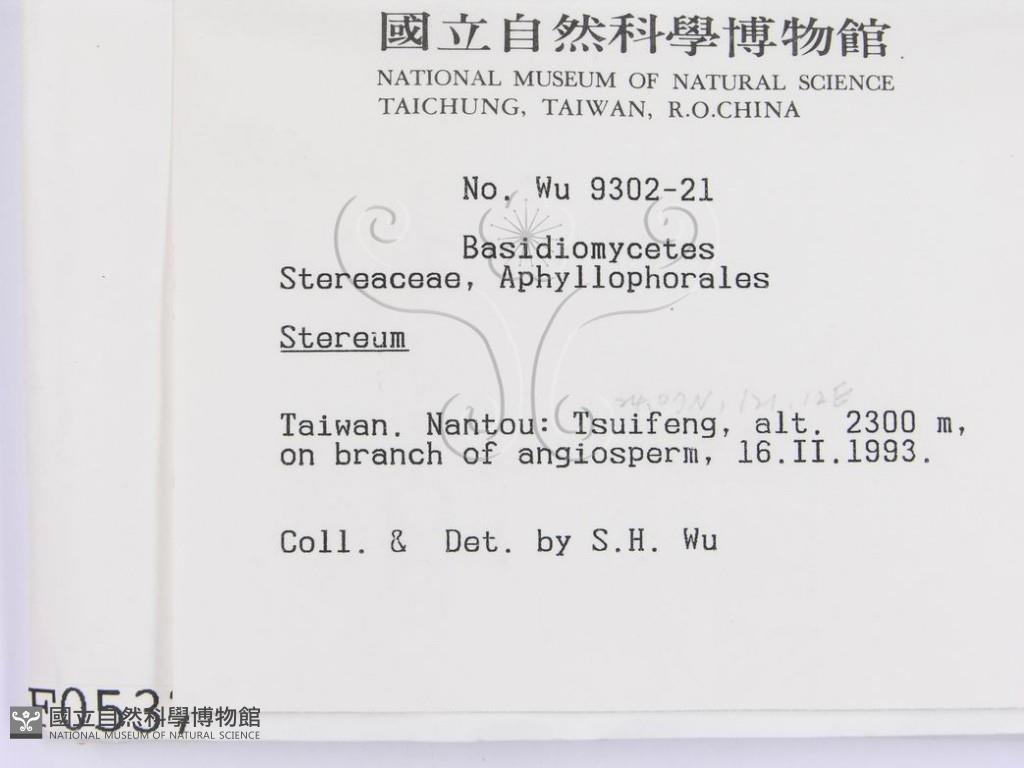 國立自然科學博物館
NATIONAL MUSEUM OF NATURAL SCIENCE
TAICHUNG, TAIWAN, R.O.CHINA
No. Wu 9302-21
Basidiomycetes
Stereaceae, Aphyllophorales
Stereum
Taiwan. Nantou: Tsuifeng, alt. 2300 m,
on branch of angiosperm, 16.II.1993.
Coll. & Det. by S.H. Wu
國立自然科學博物館
NATIONAL MUSEUM OF NATURAL SCIENCE